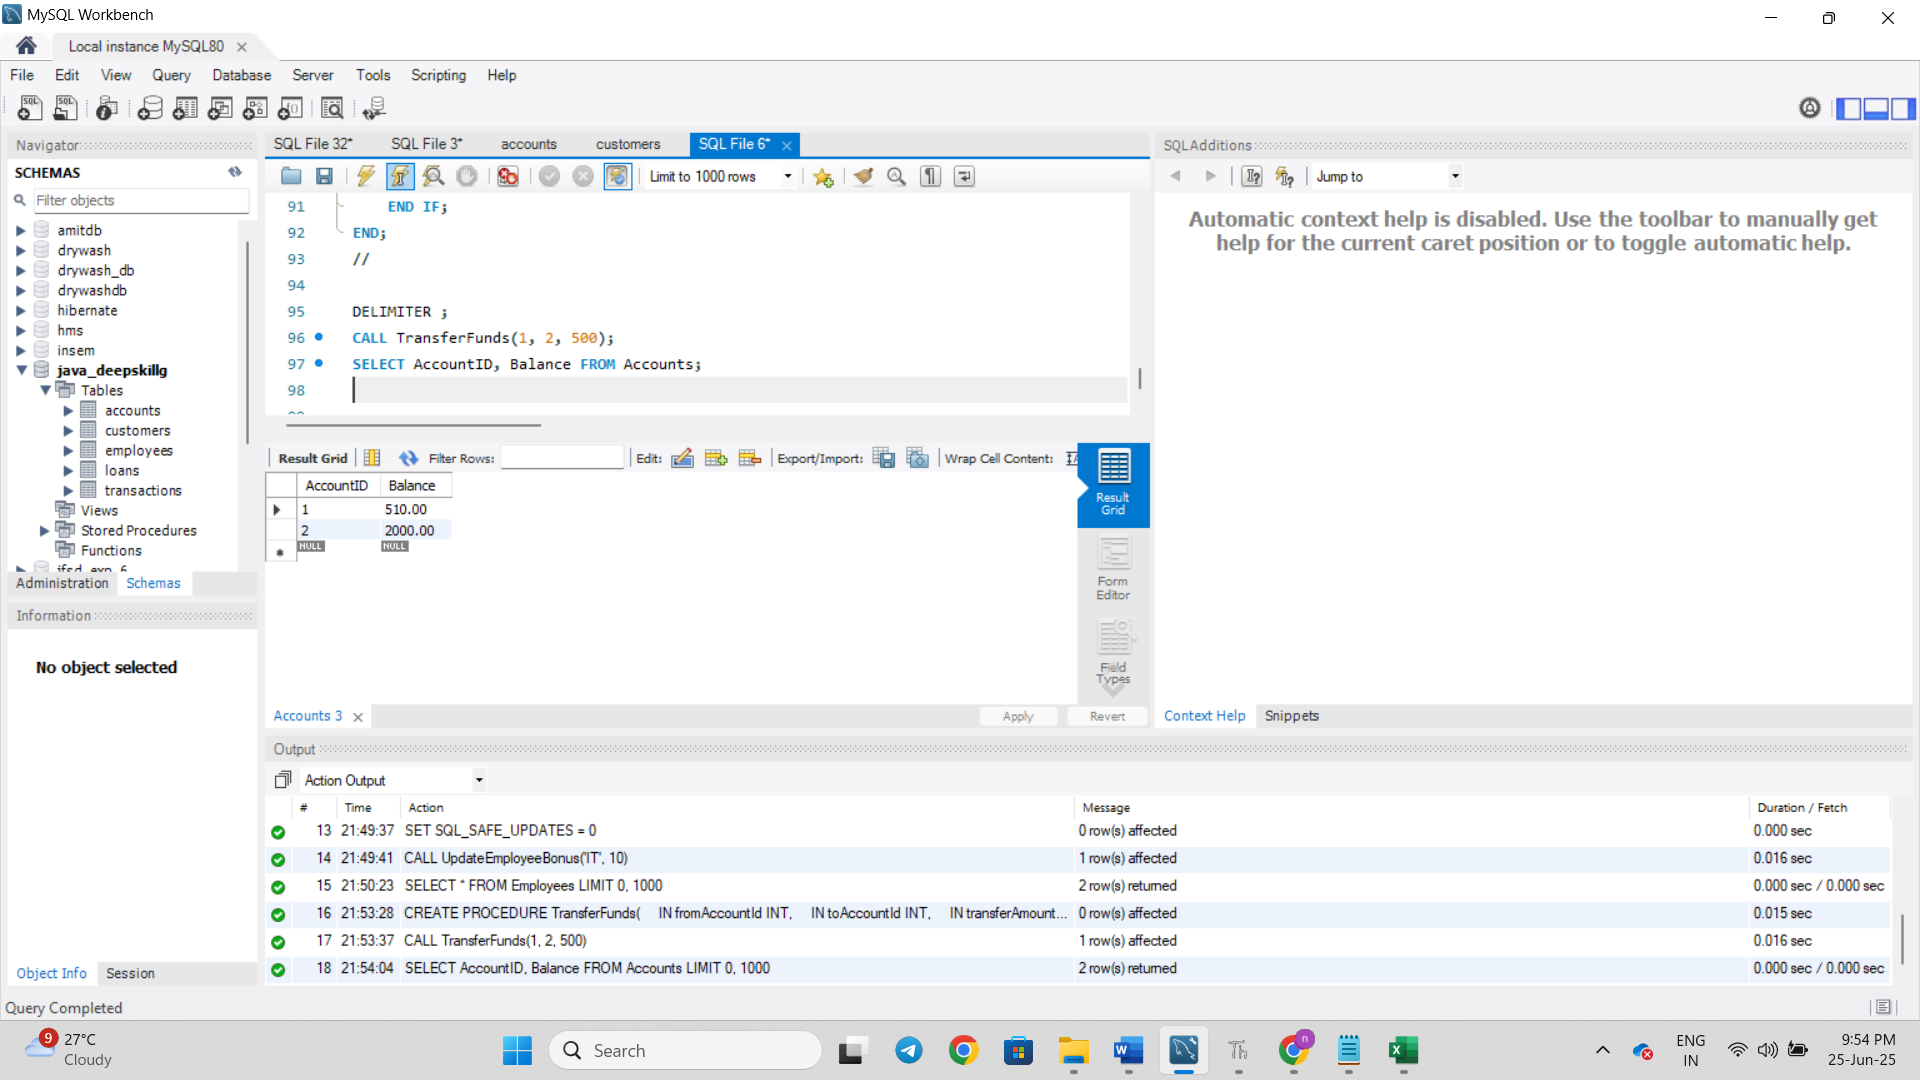 MySQL Workbench
Local instance MySQL80
File Edit View Query Database Server Tools Scripting Help
Navigator
SCHEMAS
Filter objects
amitdb
drywash
drywash_db
drywashdb
hibernate
hms
insem
java_deepskillg
Tables
accounts
customers
employees
loans
transactions
Views
Stored Procedures
Functions
jfsd_exp_6
Administration Schemas
Information
No object selected
Object Info Session
SQL File 32* SQL File 3* accounts customers SQL File 6*
Limit to 1000 rows
91 END IF;
92 END;
93 //
94
95 DELIMITER ;
96 CALL TransferFunds(1, 2, 500);
97 SELECT AccountID, Balance FROM Accounts;
98
Result Grid Filter Rows: Edit: Export/Import: Wrap Cell Content:
AccountID Balance
1 510.00
2 2000.00
NULL NULL
Result Grid
Form Editor
Field Types
Accounts 3
Apply Revert
SQLAdditions
Jump to
Automatic context help is disabled. Use the toolbar to manually get
help for the current caret position or to toggle automatic help.
Context Help Snippets
Output
Action Output
# Time Action Message Duration / Fetch
13 21:49:37 SET SQL_SAFE_UPDATES = 0 0 row(s) affected 0.000 sec
14 21:49:41 CALL UpdateEmployeeBonus('IT', 10) 1 row(s) affected 0.016 sec
15 21:50:23 SELECT * FROM Employees LIMIT 0, 1000 2 row(s) returned 0.000 sec / 0.000 sec
16 21:53:28 CREATE PROCEDURE TransferFunds( IN fromAccountId INT, IN toAccountId INT, IN transferAmount... 0 row(s) affected 0.015 sec
17 21:53:37 CALL TransferFunds(1, 2, 500) 1 row(s) affected 0.016 sec
18 21:54:04 SELECT AccountID, Balance FROM Accounts LIMIT 0, 1000 2 row(s) returned 0.000 sec / 0.000 sec
Query Completed
9
27°C
Cloudy
Search
n
ENG
IN
9:54 PM
25-Jun-25